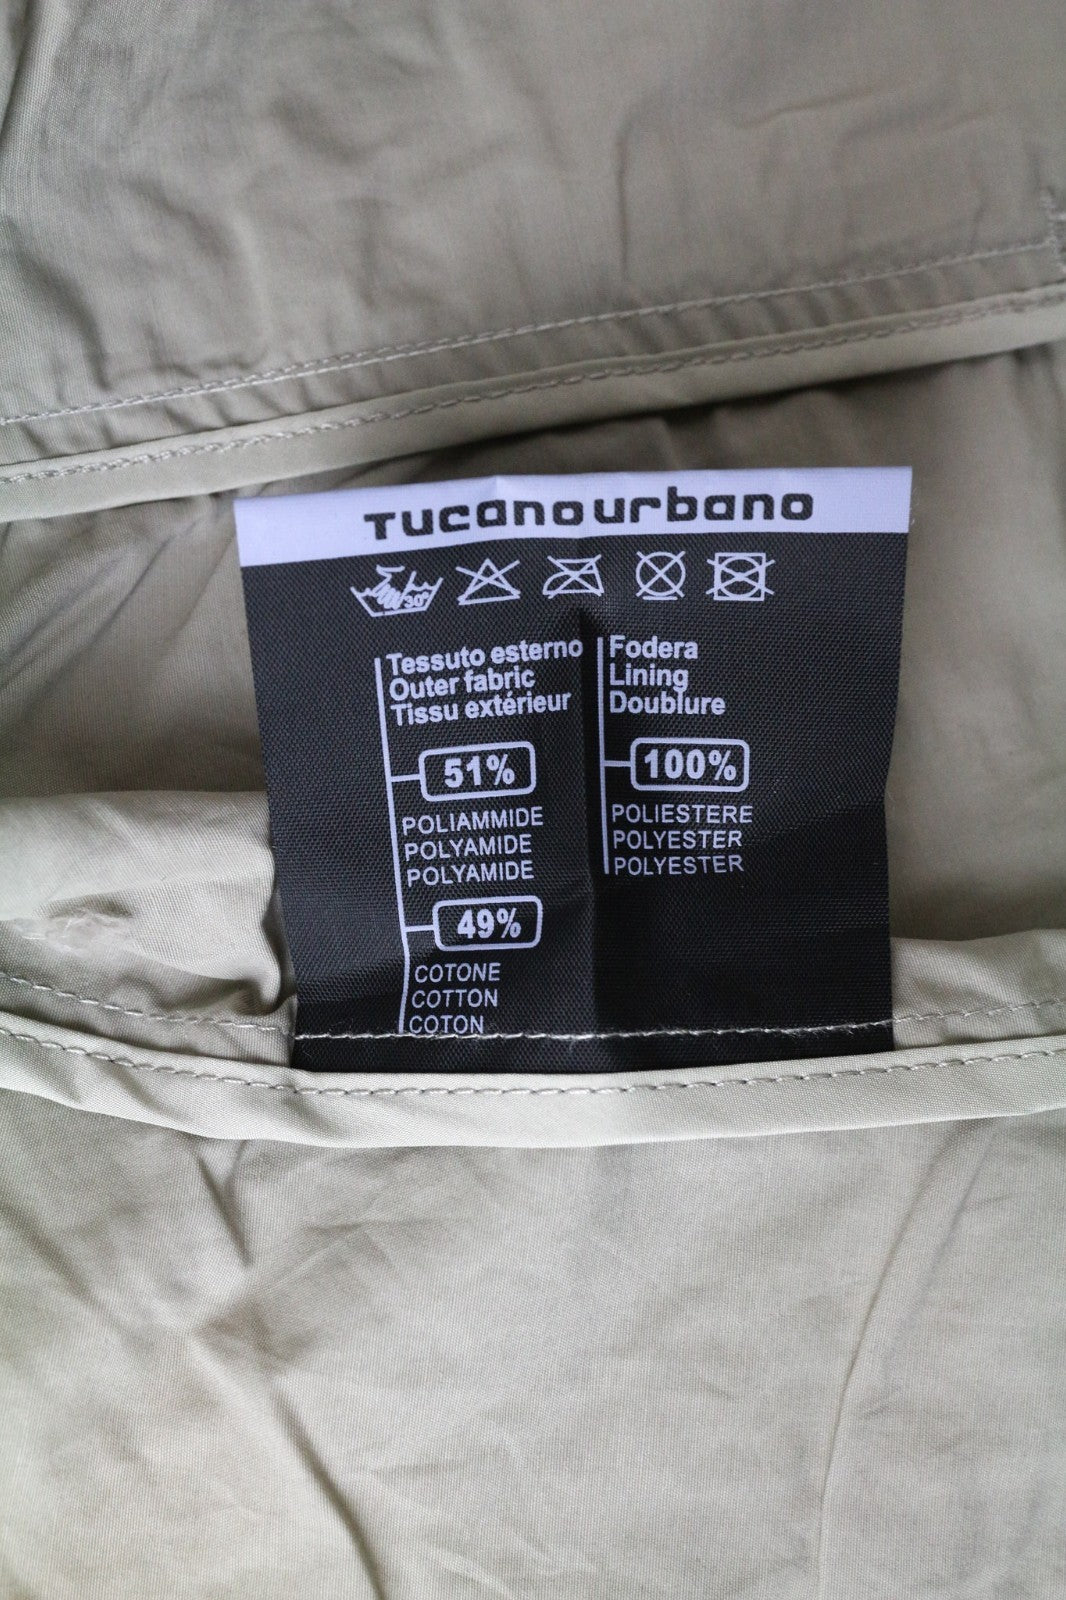 Tucanourbano
30°
Tessuto esterno
Outer fabric
Tissu extérieur
51%
POLIAMMIDE
POLYAMIDE
POLYAMIDE
49%
COTONE
COTTON
COTON
Fodera
Lining
Doublure
100%
POLIESTERE
POLYESTER
POLYESTER